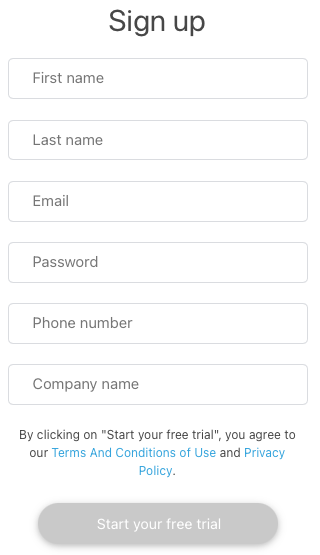 Sign up
First name
Last name
Email
Password
Phone number
Company name
By clicking on "Start your free trial", you agree to
our Terms And Conditions of Use and Privacy
Policy.
Start your free trial